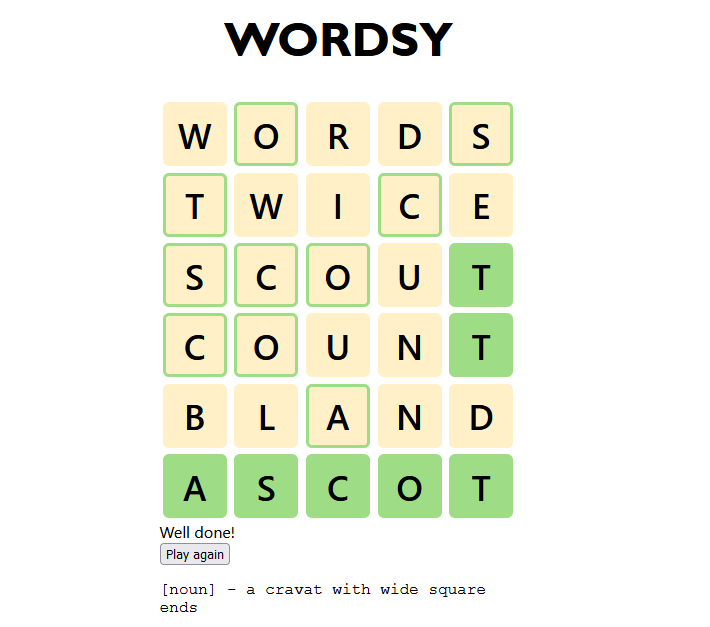 WORDSY
W O R D S
T W I C E
S C O U T
C O U N T
B L A N D
A S C O T
Well done!
Play again
[noun] - a cravat with wide square
ends